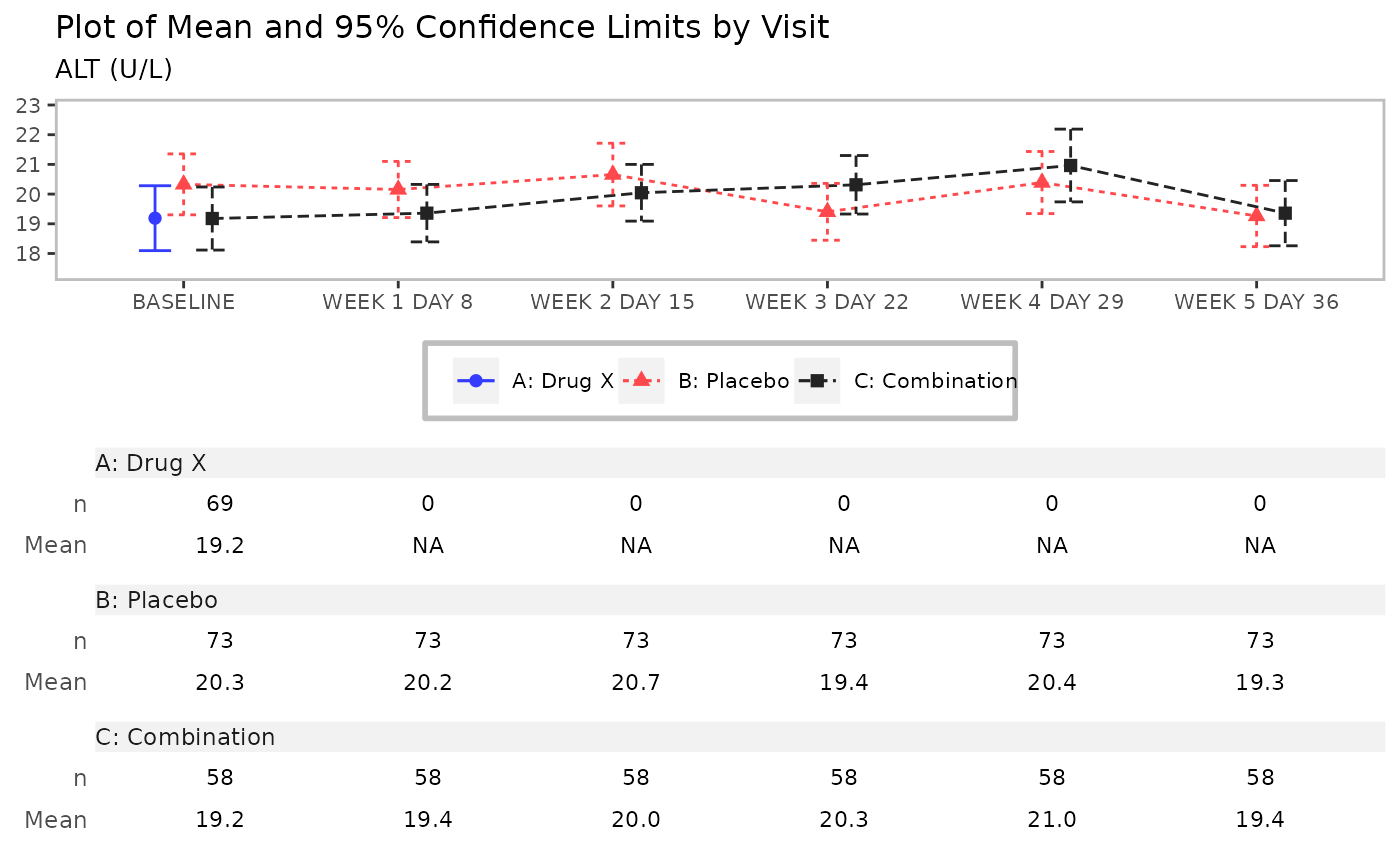 Plot of Mean and 95% Confidence Limits by Visit
ALT (U/L)
23
22
21
20
19
18
BASELINE WEEK 1 DAY 8 WEEK 2 DAY 15 WEEK 3 DAY 22 WEEK 4 DAY 29 WEEK 5 DAY 36
A: Drug X B: Placebo C: Combination
A: Drug X
n 69 0 0 0 0 0
Mean 19.2 NA NA NA NA NA
B: Placebo
n 73 73 73 73 73 73
Mean 20.3 20.2 20.7 19.4 20.4 19.3
C: Combination
n 58 58 58 58 58 58
Mean 19.2 19.4 20.0 20.3 21.0 19.4